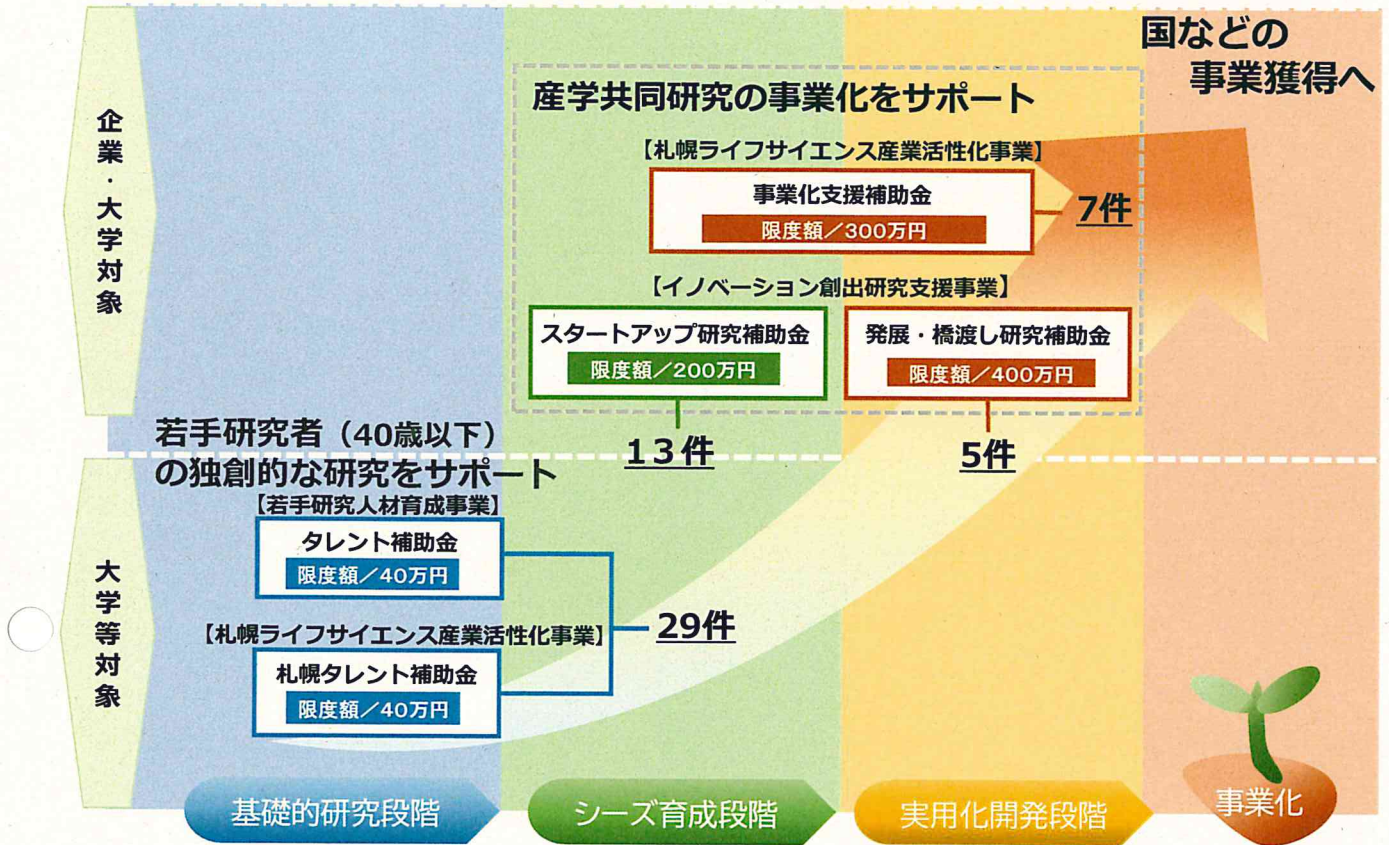 国などの
事業獲得へ
企業・大学対象
産学共同研究の事業化をサポート
【札幌ライフサイエンス産業活性化事業】
事業化支援補助金
限度額／300万円
7件
【イノベーション創出研究支援事業】
スタートアップ研究補助金
限度額／200万円
13件
発展・橋渡し研究補助金
限度額／400万円
5件
大学等対象
若手研究者（40歳以下）
の独創的な研究をサポート
【若手研究人材育成事業】
タレント補助金
限度額／40万円
【札幌ライフサイエンス産業活性化事業】
札幌タレント補助金
限度額／40万円
29件
基礎的研究段階
シーズ育成段階
実用化開発段階
事業化